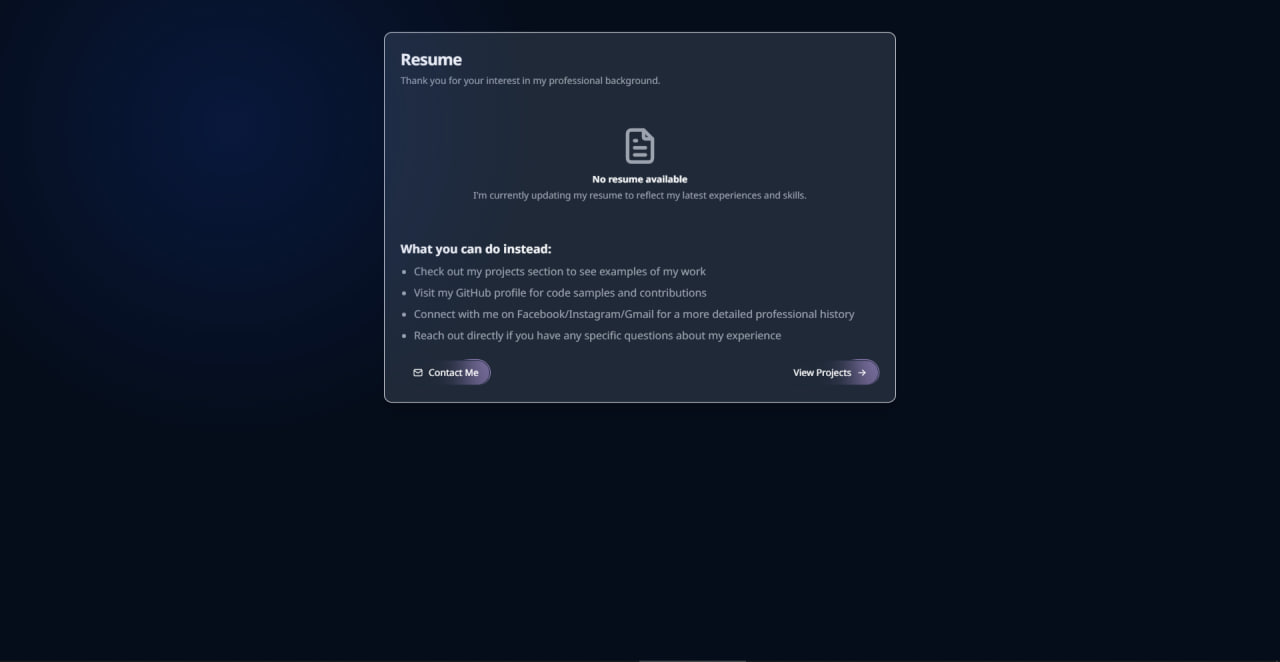 Resume
Thank you for your interest in my professional background.
No resume available
I'm currently updating my resume to reflect my latest experiences and skills.
What you can do instead:
Check out my projects section to see examples of my work
Visit my GitHub profile for code samples and contributions
Connect with me on Facebook/Instagram/Gmail for a more detailed professional history
Reach out directly if you have any specific questions about my experience
Contact Me
View Projects →